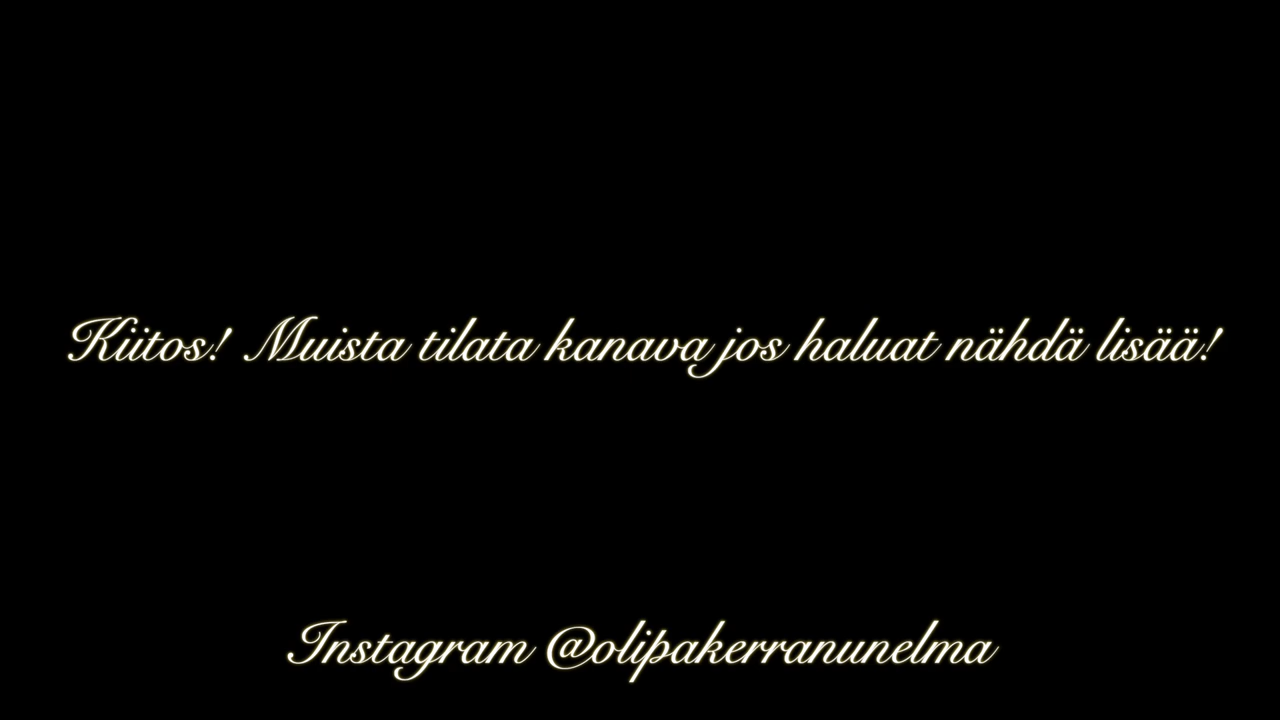 Kiitos! Muista tilata kanava jos haluat nähdä lisää!
Instagram @olipakerranunelma